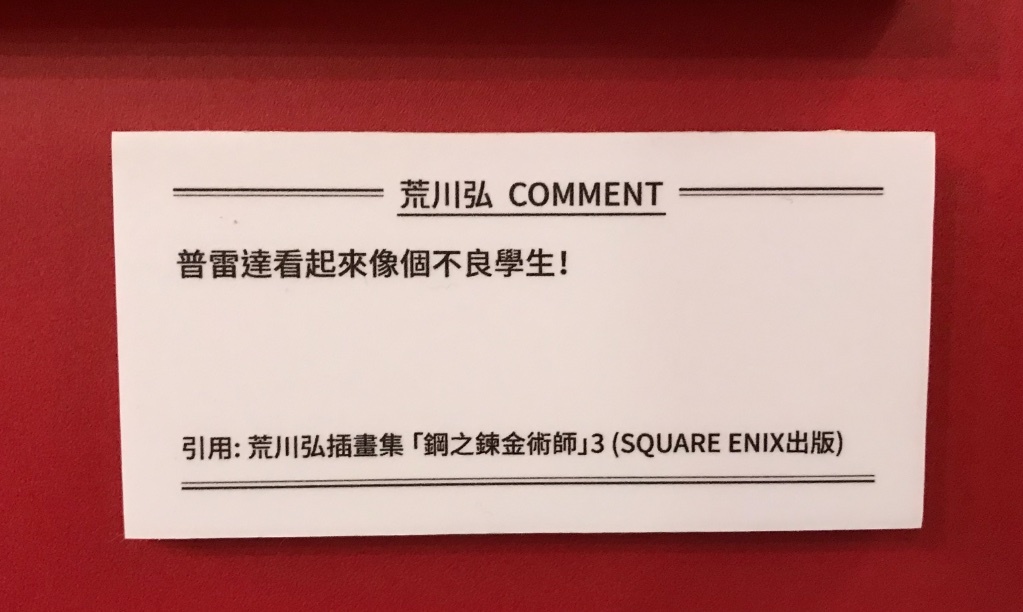 荒川弘 COMMENT
普雷達看起來像個不良學生！
引用: 荒川弘插畫集「鋼之鍊金術師」3 (SQUARE ENIX出版)